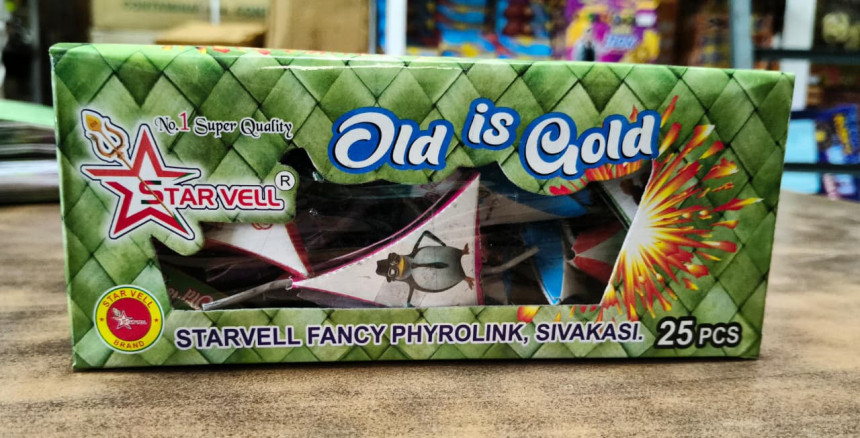 No.1 Super Quality
Old is Gold
STAR VELL ®
STAR VELL
BRAND
STARVELL FANCY PHYROLINK, SIVAKASI.
25 PCS